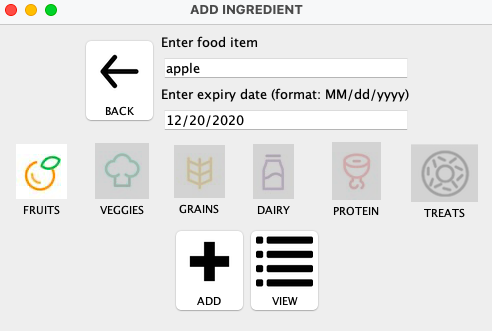 ADD INGREDIENT
Enter food item
apple
Enter expiry date (format: MM/dd/yyyy)
12/20/2020
BACK
FRUITS VEGGIES GRAINS DAIRY PROTEIN TREATS
ADD VIEW